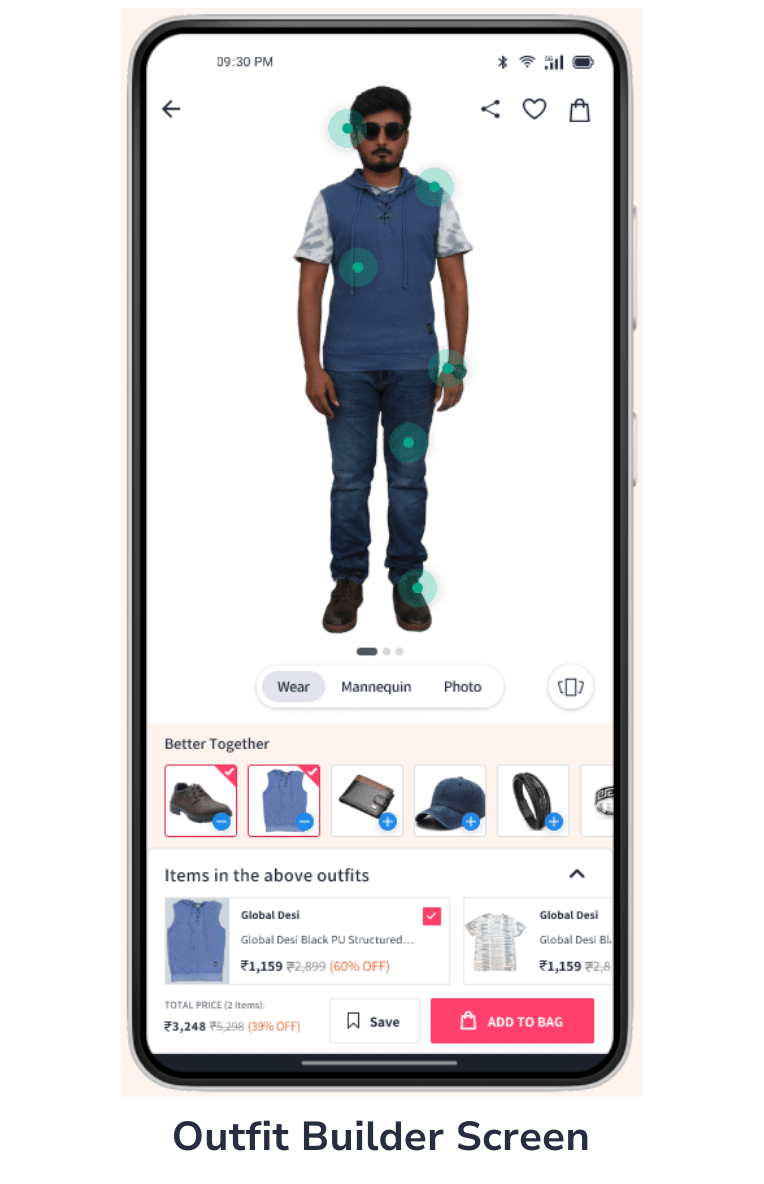 09:30 PM
5G
Wear
Mannequin
Photo
Better Together
Items in the above outfits
Global Desi
Global Desi Black PU Structured...
₹1,159 ₹2,899 (60% OFF)
Global Desi
Global Desi Bl
₹1,159 ₹2,8
TOTAL PRICE (2 Items):
₹3,248 ₹5,298 (39% OFF)
Save
ADD TO BAG
Outfit Builder Screen